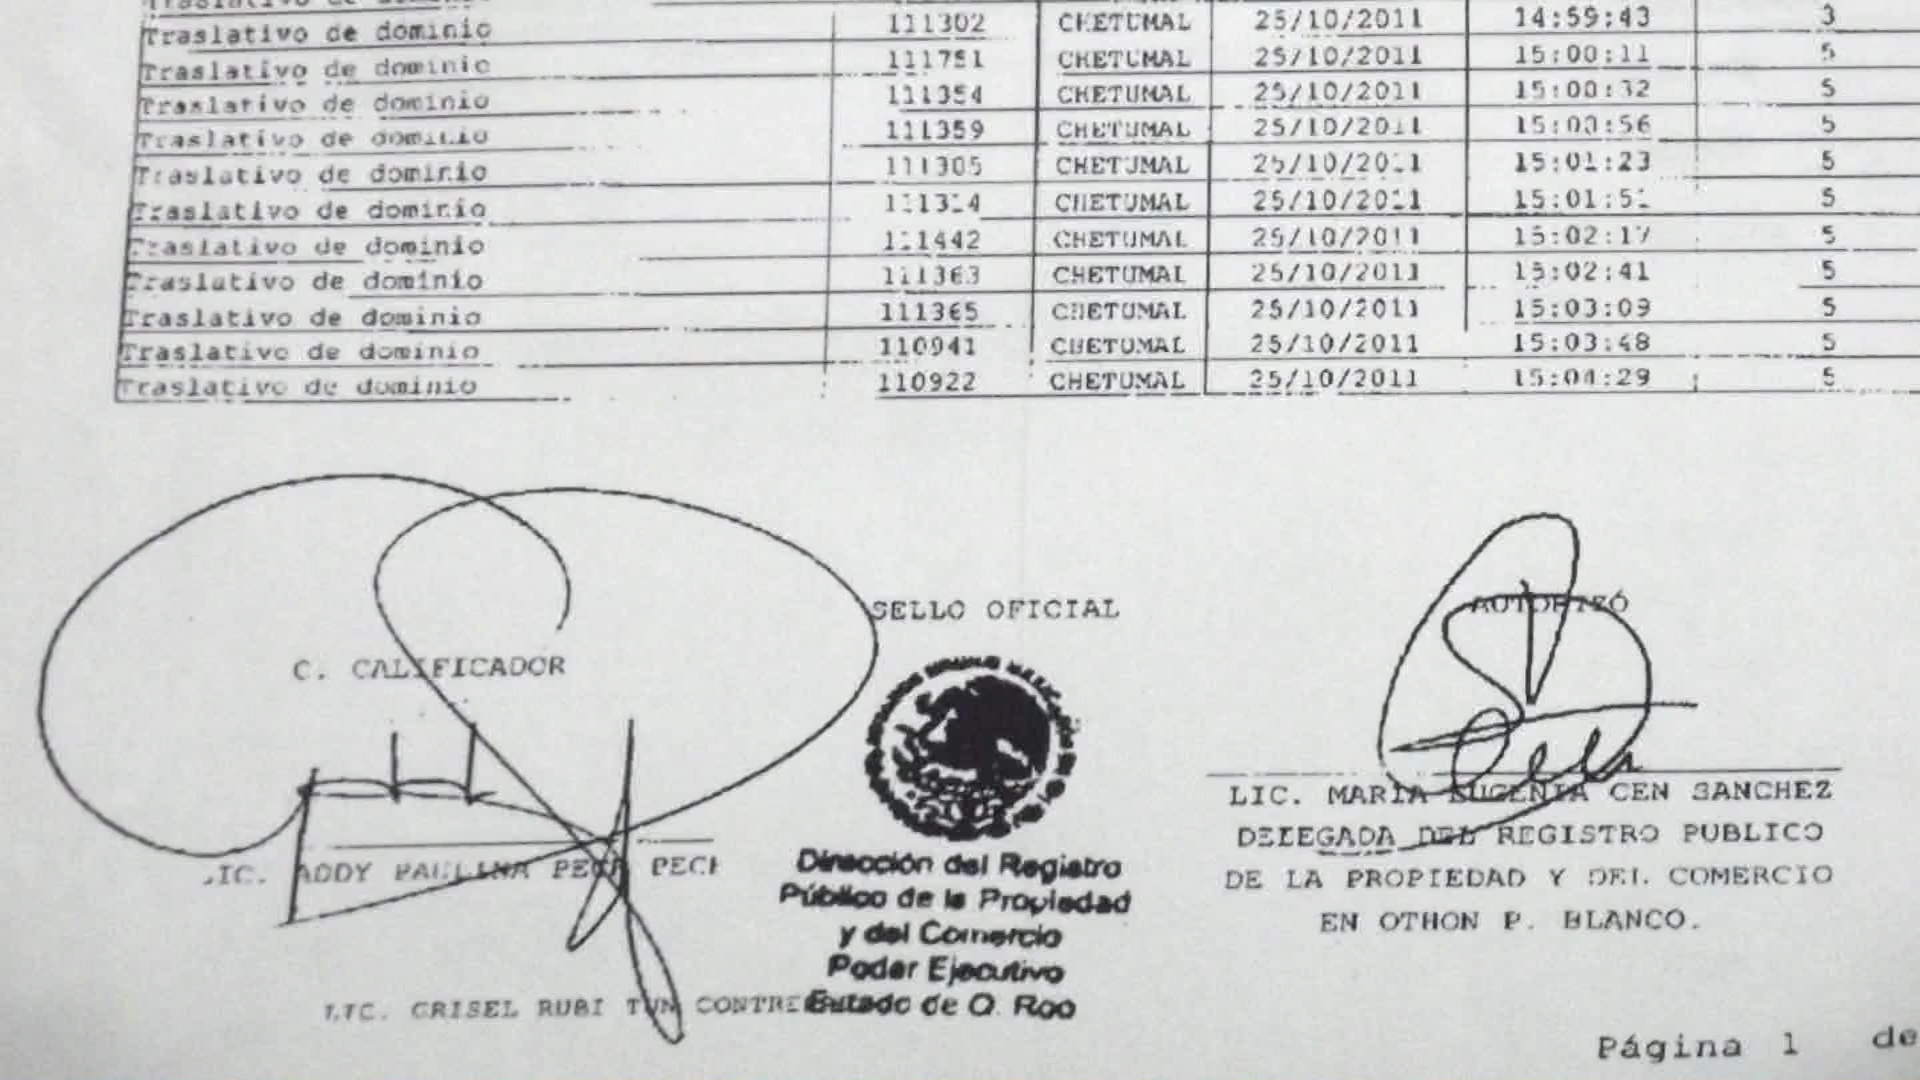 Traslativo de dominio 111302 CHETUMAL 25/10/2011 14:59:43 3
Traslativo de dominio 111751 CHETUMAL 25/10/2011 15:00:11 5
Traslativo de dominio 111354 CHETUMAL 25/10/2011 15:00:32 5
Traslativo de dominio 111359 CHETUMAL 25/10/2011 15:00:56 5
Traslativo de dominio 111305 CHETUMAL 25/10/2011 15:01:23 5
Traslativo de dominio 111314 CHETUMAL 25/10/2011 5
Traslativo de dominio 111442 CHETUMAL 25/10/2011 15:02:17 5
Traslativo de dominio 111363 CHETUMAL 25/10/2011 15:02:41 5
Traslativo de dominio 111365 CHETUMAL 25/10/2011 15:03:09 5
Traslativo de dominio 110941 CHETUMAL 25/10/2011 15:03:48 5
Traslativo de dominio 110922 CHETUMAL 25/10/2011 15:04:29 5
SELLO OFICIAL
AUTORIZÓ
C. CALIFICADOR
LIC. ADDY PAULINA PECH PECH
LIC. CRISEL RUBI TUN
Dirección del Registro
Público de la Propiedad
y del Comercio
Poder Ejecutivo
Estado de Q. Roo
LIC. MARIA EUGENIA CEN SANCHEZ
DELEGADA DEL REGISTRO PUBLICO
DE LA PROPIEDAD Y DEL COMERCIO
EN OTHON P. BLANCO.
Página 1 de